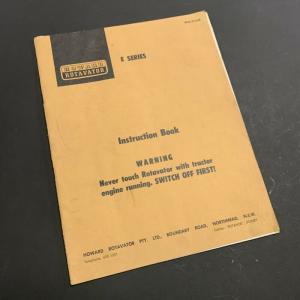 HOWARD
ROTAVATOR
E SERIES
Instruction Book
WARNING
Never touch Rotavator with tractor
engine running. SWITCH OFF FIRST!
HOWARD ROTAVATOR PTY. LTD., BOUNDARY ROAD, NORTHMEAD, N.S.W.